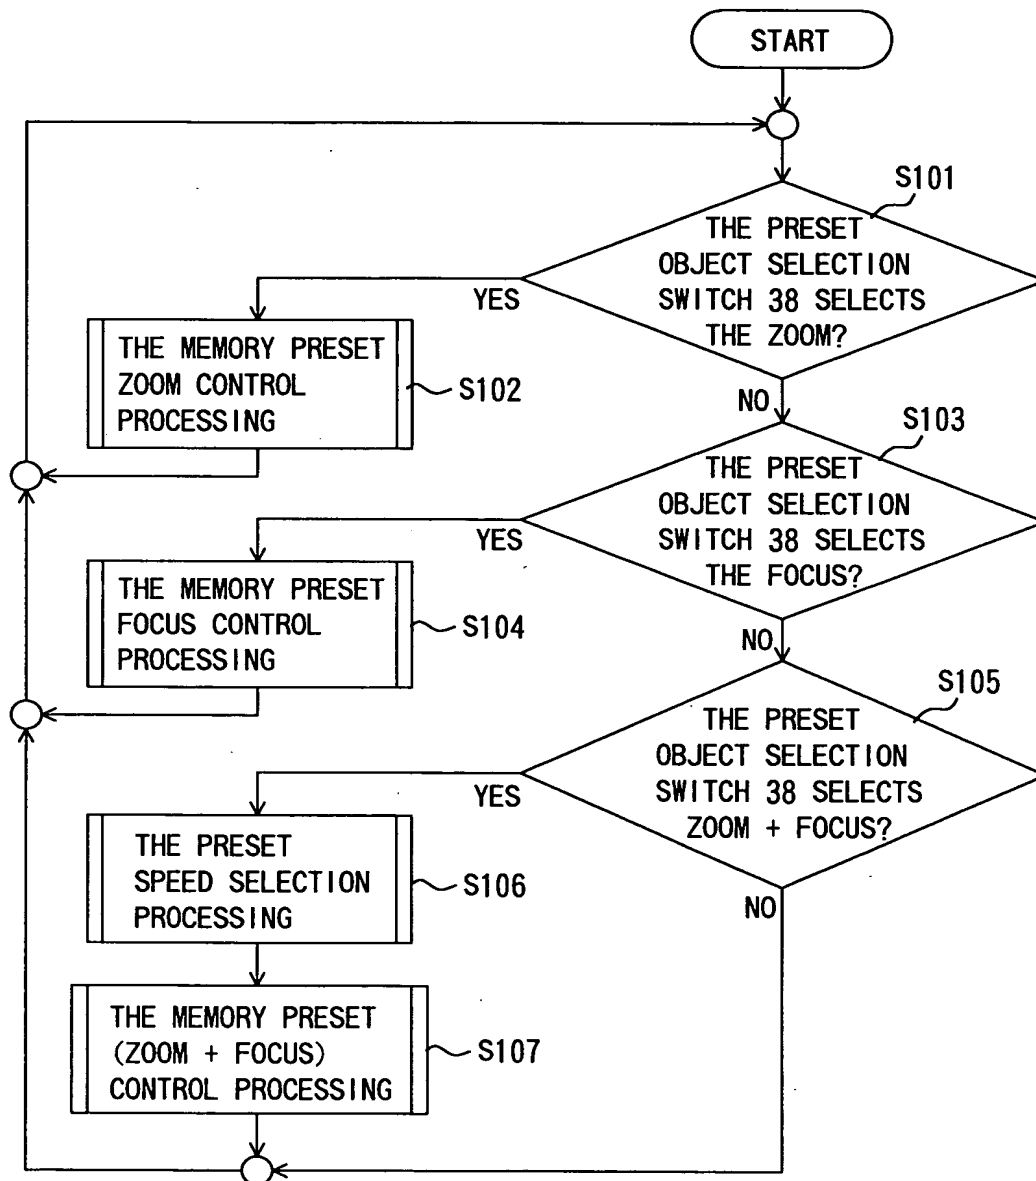 START
S101
THE PRESET
OBJECT SELECTION
SWITCH 38 SELECTS
THE ZOOM?
YES
NO
THE MEMORY PRESET
ZOOM CONTROL
PROCESSING
S102
S103
THE PRESET
OBJECT SELECTION
SWITCH 38 SELECTS
THE FOCUS?
YES
NO
THE MEMORY PRESET
FOCUS CONTROL
PROCESSING
S104
S105
THE PRESET
OBJECT SELECTION
SWITCH 38 SELECTS
ZOOM + FOCUS?
YES
NO
THE PRESET
SPEED SELECTION
PROCESSING
S106
THE MEMORY PRESET
(ZOOM + FOCUS)
CONTROL PROCESSING
S107